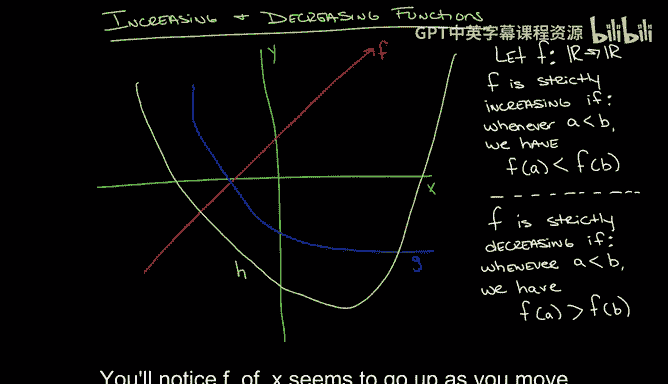 INCREASING & DECREASING FUNCTIONS
GPT中英字幕课程资源 bilibili
y
f
x
h
g
LET f: R→R
f is strictly
INCREASING if:
whenever a<b,
we HAVE
f(a) < f(b)
f is strictly
DECREASING if:
whenever a<b,
we have
f(a) > f(b)
You'll notice f of x seems to go up as you move